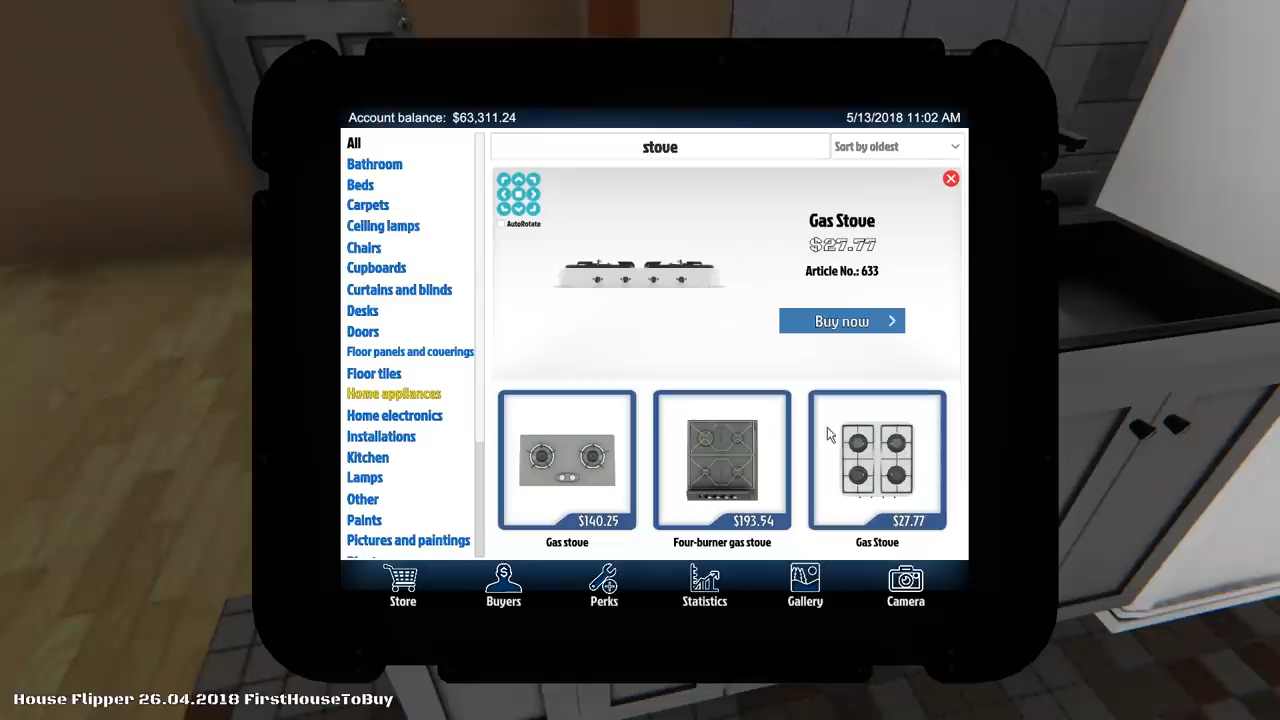 Account balance: $63,311.24
5/13/2018 11:02 AM
All
Bathroom
Beds
Carpets
Ceiling lamps
Chairs
Cupboards
Curtains and blinds
Desks
Doors
Floor panels and coverings
Floor tiles
Home appliances
Home electronics
Installations
Kitchen
Lamps
Other
Paints
Pictures and paintings
stove
Sort by oldest
AutoRotate
Gas Stove
$27.77
Article No.: 633
Buy now
$140.25
$193.54
$27.77
Gas stove
Four-burner gas stove
Gas Stove
Store
Buyers
Perks
Statistics
Gallery
Camera
House Flipper 26.04.2018 FirstHouseToBuy